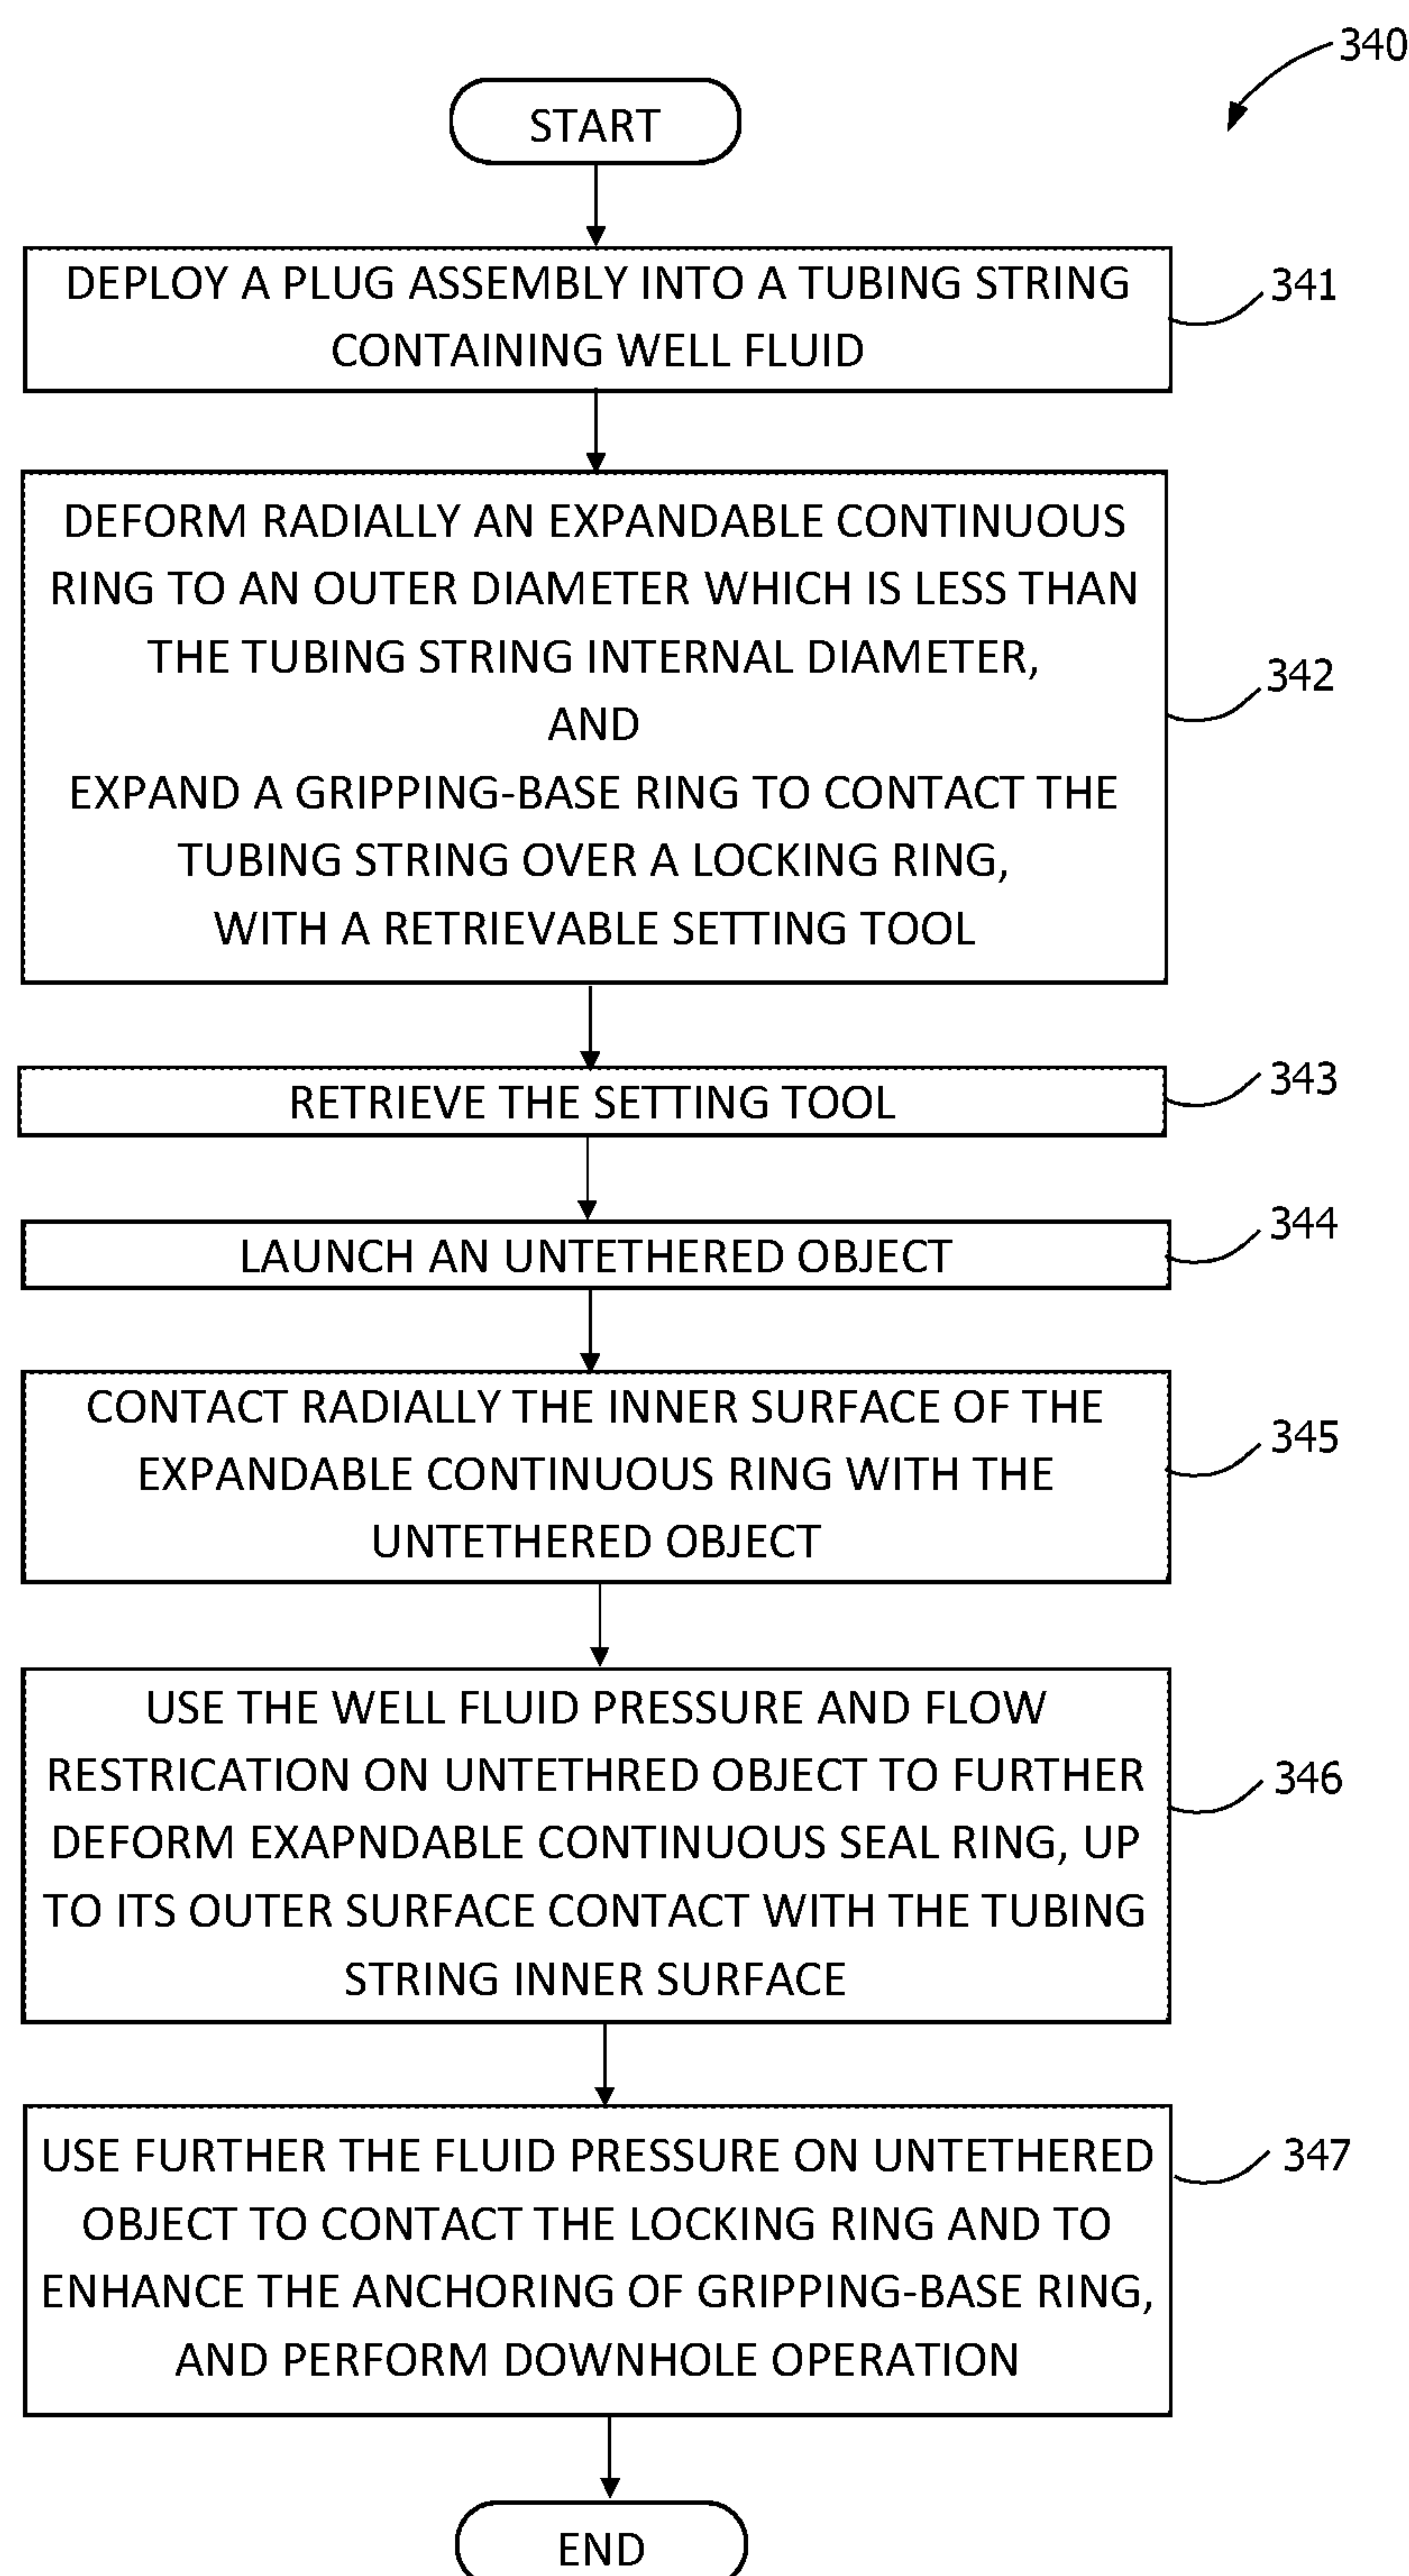 340
START
DEPLOY A PLUG ASSEMBLY INTO A TUBING STRING
CONTAINING WELL FLUID
341
DEFORM RADIALLY AN EXPANDABLE CONTINUOUS
RING TO AN OUTER DIAMETER WHICH IS LESS THAN
THE TUBING STRING INTERNAL DIAMETER,
AND
EXPAND A GRIPPING-BASE RING TO CONTACT THE
TUBING STRING OVER A LOCKING RING,
WITH A RETRIEVABLE SETTING TOOL
342
RETRIEVE THE SETTING TOOL
343
LAUNCH AN UNTETHERED OBJECT
344
CONTACT RADIALLY THE INNER SURFACE OF THE
EXPANDABLE CONTINUOUS RING WITH THE
UNTETHERED OBJECT
345
USE THE WELL FLUID PRESSURE AND FLOW
RESTRICATION ON UNTETHRED OBJECT TO FURTHER
DEFORM EXAPNDABLE CONTINUOUS SEAL RING, UP
TO ITS OUTER SURFACE CONTACT WITH THE TUBING
STRING INNER SURFACE
346
USE FURTHER THE FLUID PRESSURE ON UNTETHERED
OBJECT TO CONTACT THE LOCKING RING AND TO
ENHANCE THE ANCHORING OF GRIPPING-BASE RING,
AND PERFORM DOWNHOLE OPERATION
347
END